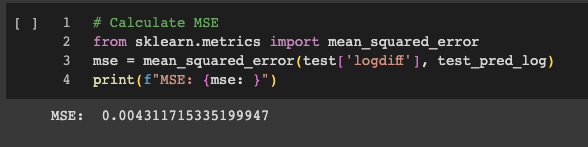 [ ] 1 # Calculate MSE
2 from sklearn.metrics import mean_squared_error
3 mse = mean_squared_error(test['logdiff'], test_pred_log)
4 print(f"MSE: {mse: }")
MSE:  0.004311715335199947